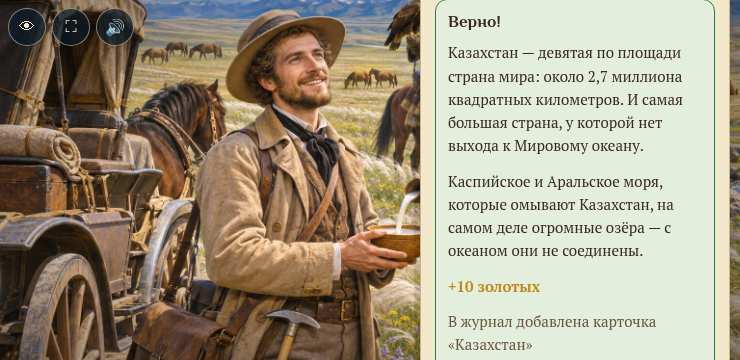 Верно!
Казахстан — девятая по площади
страна мира: около 2,7 миллиона
квадратных километров. И самая
большая страна, у которой нет
выхода к Мировому океану.
Каспийское и Аральское моря,
которые омывают Казахстан, на
самом деле огромные озёра — с
океаном они не соединены.
+10 золотых
В журнал добавлена карточка
«Казахстан»